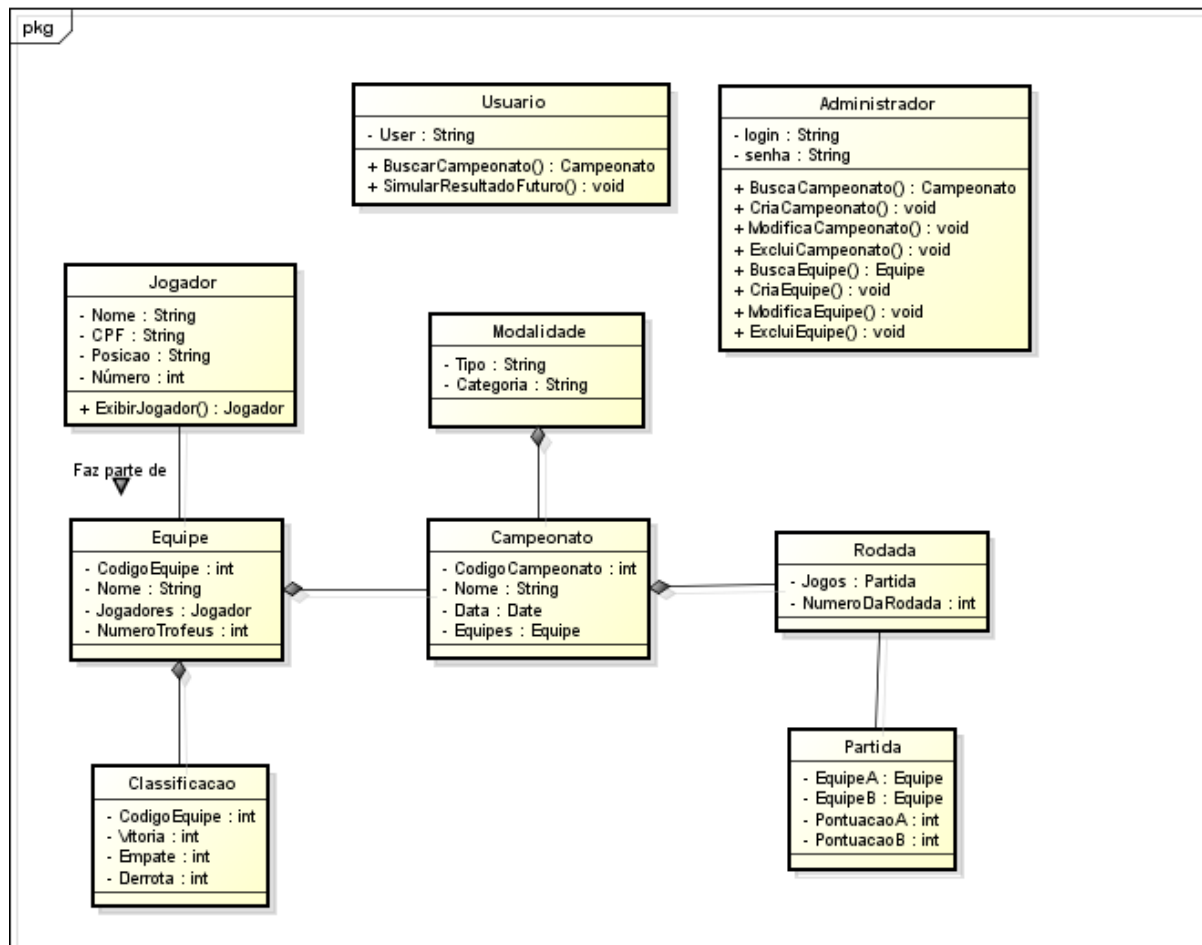 pkg
Usuario
- User : String
+ BuscarCampeonato() : Campeonato
+ SimularResultadoFuturo() : void
Administrador
- login : String
- senha : String
+ BuscaCampeonato() : Campeonato
+ CriaCampeonato() : void
+ ModificaCampeonato() : void
+ ExcluiCampeonato() : void
+ BuscaEquipe() : Equipe
+ CriaEquipe() : void
+ ModificaEquipe() : void
+ ExcluiEquipe() : void
Jogador
- Nome : String
- CPF : String
- Posicao : String
- Número : int
+ ExibirJogador() : Jogador
Modalidade
- Tipo : String
- Categoria : String
Faz parte de
Equipe
- CodigoEquipe : int
- Nome : String
- Jogadores : Jogador
- NumeroTrofeus : int
Campeonato
- CodigoCampeonato : int
- Nome : String
- Data : Date
- Equipes : Equipe
Rodada
- Jogos : Partida
- NumeroDaRodada : int
Classificacao
- CodigoEquipe : int
- Vitoria : int
- Empate : int
- Derrota : int
Partida
- EquipeA : Equipe
- EquipeB : Equipe
- PontuacaoA : int
- PontuacaoB : int